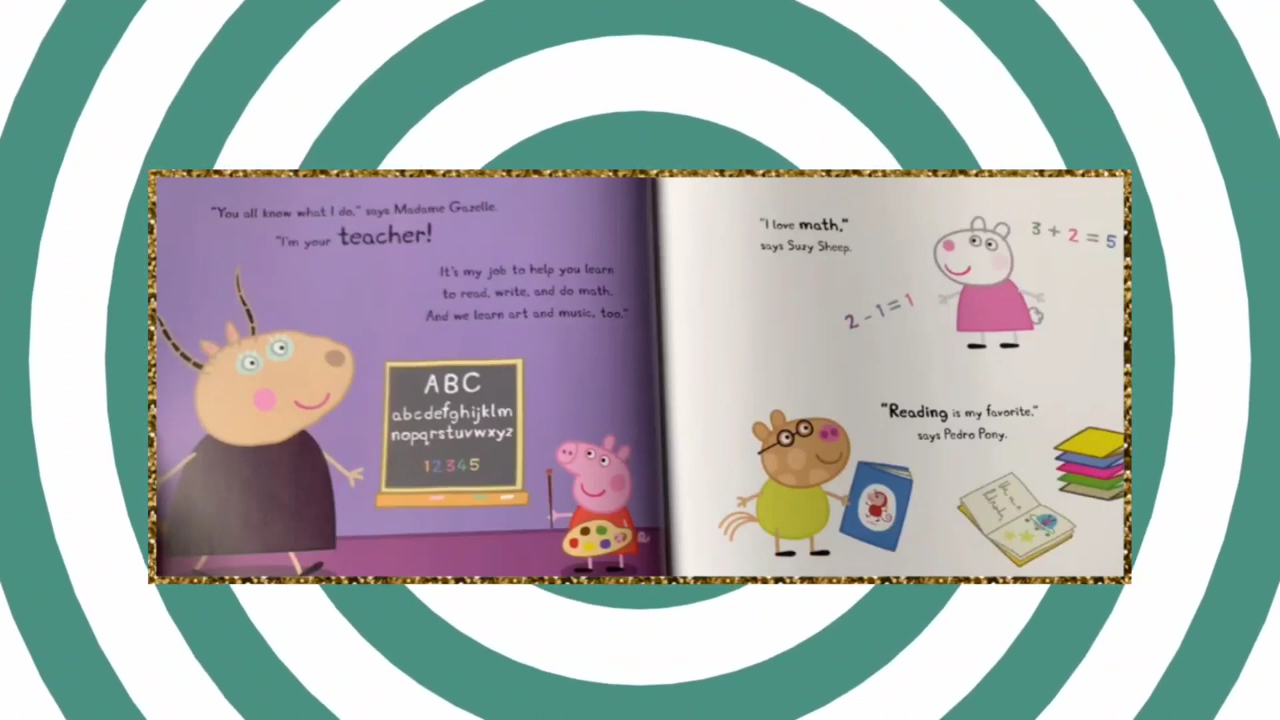 "You all know what I do," says Madame Gazelle.
"I'm your teacher!
It's my job to help you learn
to read, write, and do math.
And we learn art and music, too."
ABC
abcdefghijklm
nopqrstuvwxyz
12345
"I love math,"
says Suzy Sheep.
3 + 2 = 5
2 - 1 = 1
"Reading is my favorite,"
says Pedro Pony.